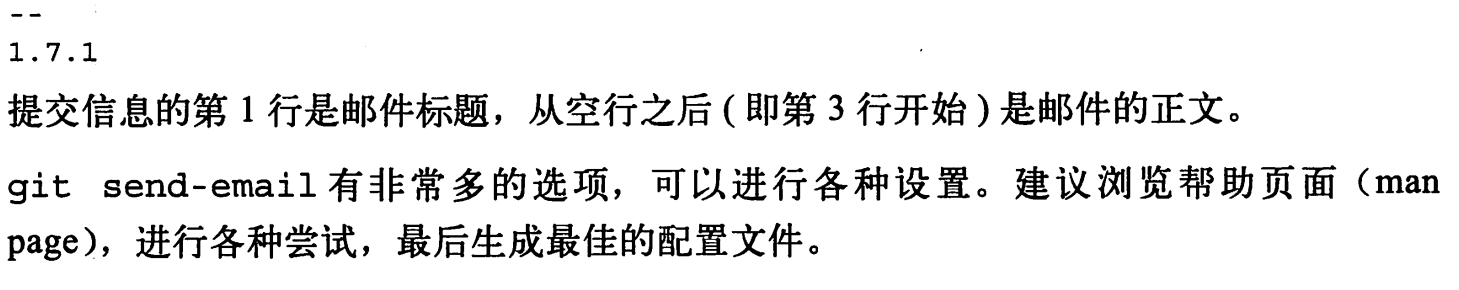 --
1.7.1
提交信息的第 1 行是邮件标题，从空行之后 ( 即第 3 行开始 ) 是邮件的正文。
git send-email 有非常多的选项，可以进行各种设置。建议浏览帮助页面（man
page），进行各种尝试，最后生成最佳的配置文件。